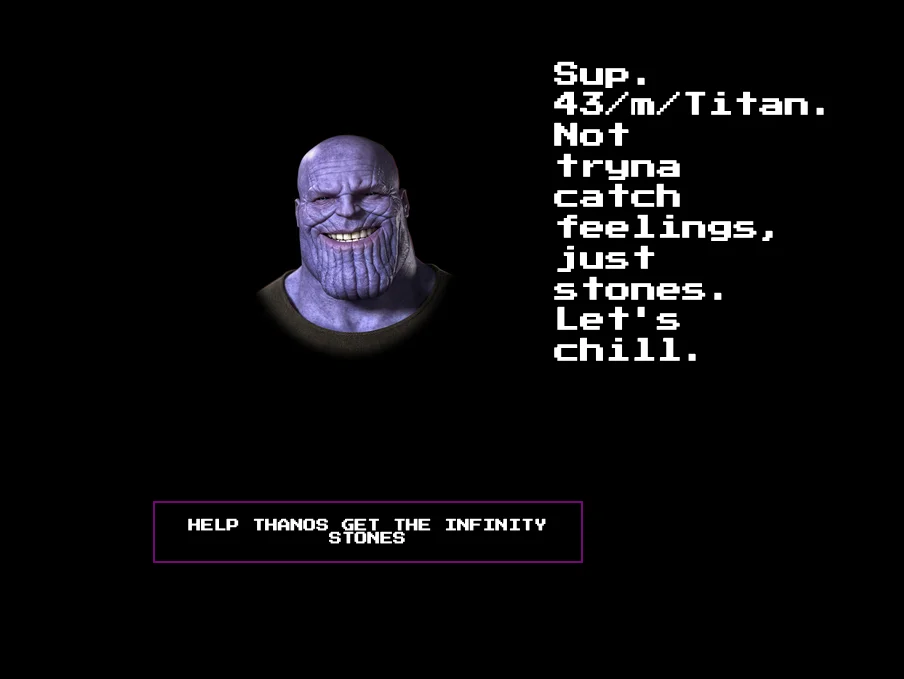 Sup.
43/m/Titan.
Not
tryna
catch
feelings,
just
stones.
Let's
chill.
HELP THANOS GET THE INFINITY
STONES